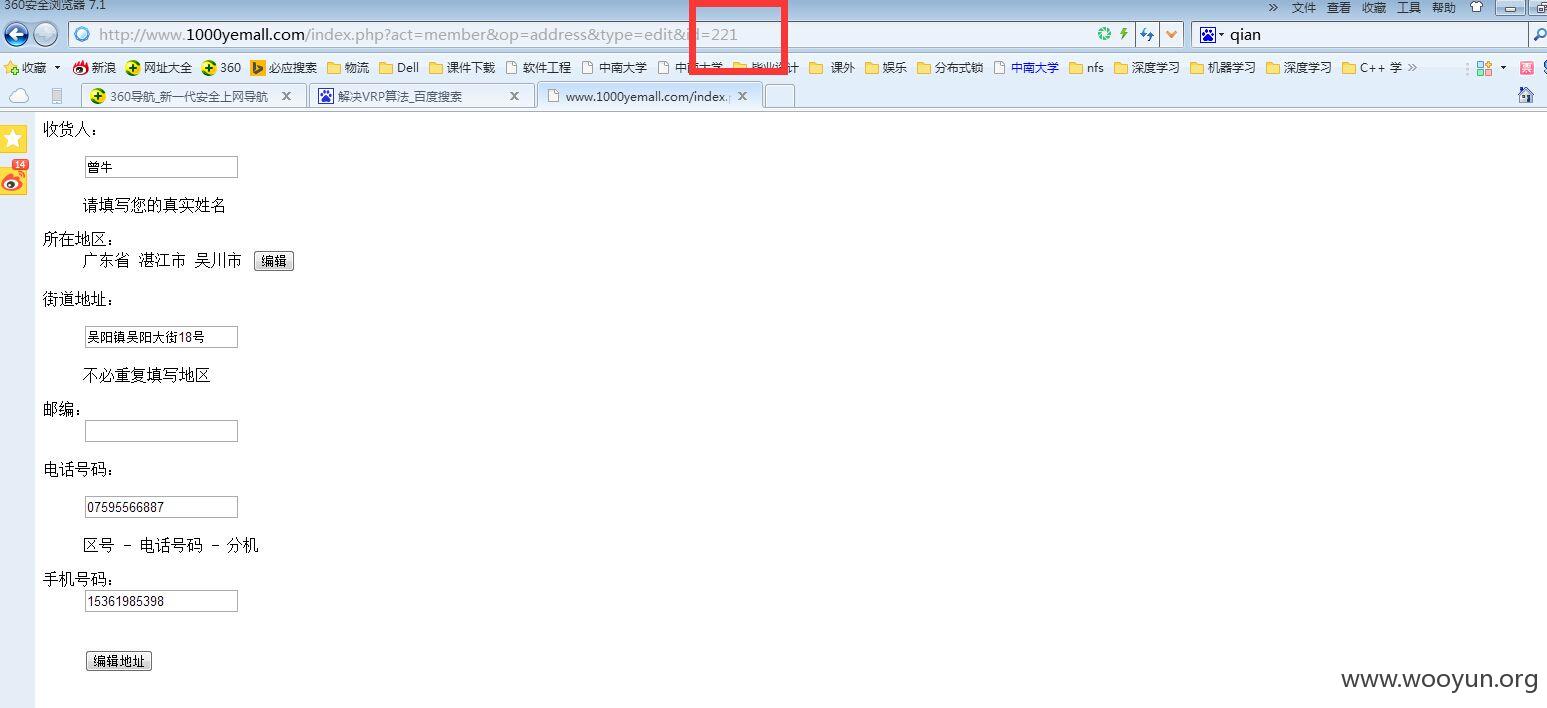 360安全浏览器 7.1
» 文件 查看 收藏 工具 帮助
http://www.1000yemall.com/index.php?act=member&op=address&type=edit&id=221
qian
收藏 新浪 网址大全 360 必应搜索 物流 Dell 课件下载 软件工程 中南大学 中南大学 毕业设计 课外 娱乐 分布式锁 中南大学 nfs 深度学习 机器学习 深度学习 C++ 学 »
360导航_新一代安全上网导航 解决VRP算法_百度搜索 www.1000yemall.com/index.
14
收货人：
曾牛
请填写您的真实姓名
所在地区：
广东省 湛江市 吴川市 编辑
街道地址：
吴阳镇吴阳大街18号
不必重复填写地区
邮编：
电话号码：
07595566887
区号 - 电话号码 - 分机
手机号码：
15361985398
编辑地址
www.wooyun.org